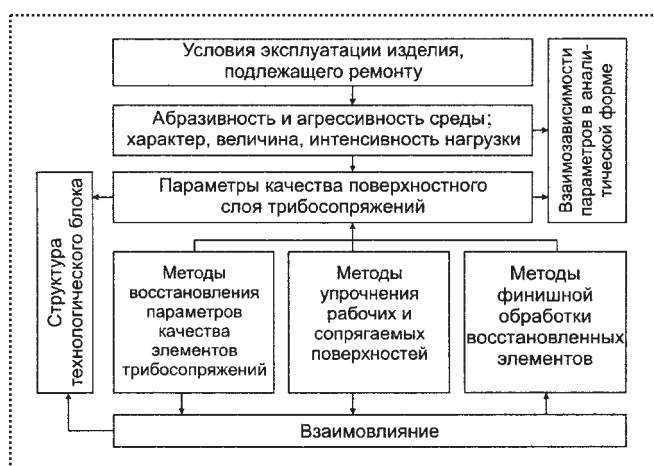 Условия эксплуатации изделия,
подлежащего ремонту
Абразивность и агрессивность среды;
характер, величина, интенсивность нагрузки
Взаимозависимости
параметров в анали-
тической форме
Параметры качества поверхностного
слоя трибосопряжений
Структура
технологического блока
Методы
восстановления
параметров
качества
элементов
трибосопряжений
Методы
упрочнения
рабочих и
сопрягаемых
поверхностей
Методы
финишной
обработки
восстановленных
элементов
Взаимовлияние